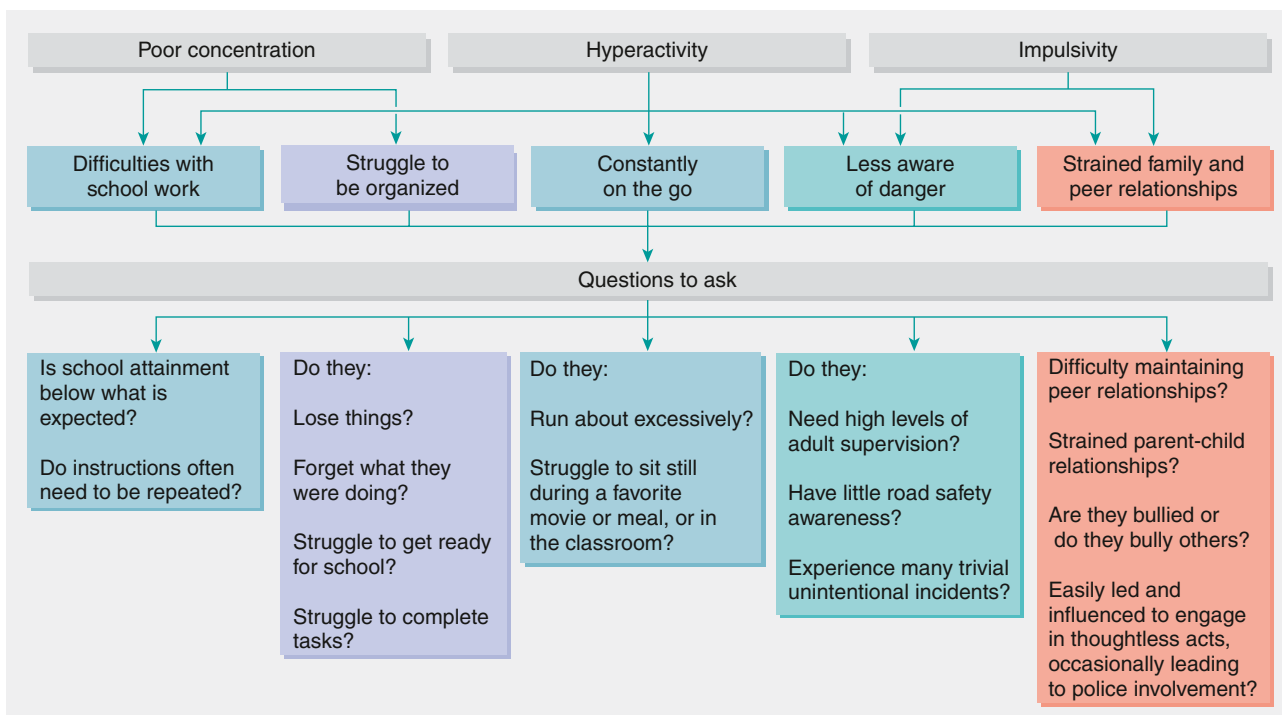 Poor concentration
Hyperactivity
Impulsivity
Difficulties with
school work
Struggle to
be organized
Constantly
on the go
Less aware
of danger
Strained family and
peer relationships
Questions to ask
Is school attainment
below what is
expected?
Do instructions often
need to be repeated?
Do they:
Lose things?
Forget what they
were doing?
Struggle to get ready
for school?
Struggle to complete
tasks?
Do they:
Run about excessively?
Struggle to sit still
during a favorite
movie or meal, or in
the classroom?
Do they:
Need high levels of
adult supervision?
Have little road safety
awareness?
Experience many trivial
unintentional incidents?
Difficulty maintaining
peer relationships?
Strained parent-child
relationships?
Are they bullied or
do they bully others?
Easily led and
influenced to engage
in thoughtless acts,
occasionally leading
to police involvement?